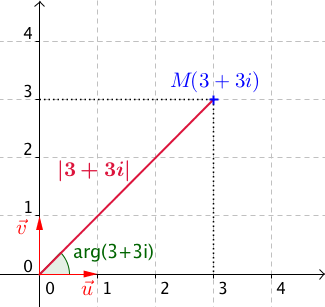 4
M(3 + 3i)
3
2
|3 + 3i|
1
v⃗
arg(3+3i)
0
u⃗
0 1 2 3 4